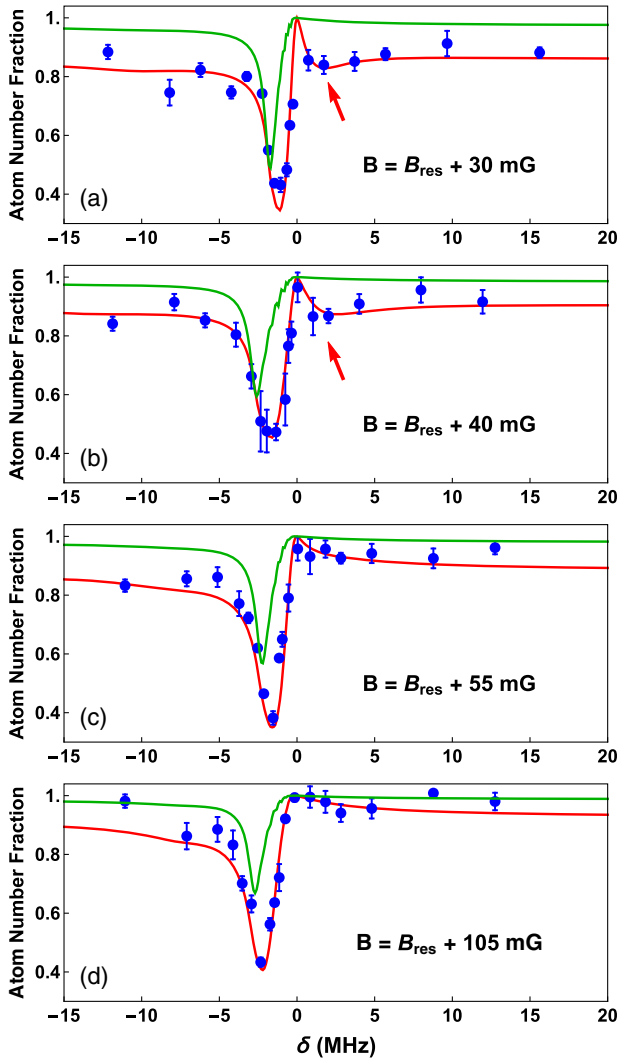 1.
0.8
0.6
0.4
Atom Number Fraction
(a)
B = Bres + 30 mG
−15 −10 −5 0 5 10 15 20
1.
0.8
0.6
0.4
Atom Number Fraction
(b)
B = Bres + 40 mG
−15 −10 −5 0 5 10 15 20
1.
0.8
0.6
0.4
Atom Number Fraction
(c)
B = Bres + 55 mG
−15 −10 −5 0 5 10 15 20
1.
0.8
0.6
0.4
Atom Number Fraction
(d)
B = Bres + 105 mG
−15 −10 −5 0 5 10 15 20
δ (MHz)